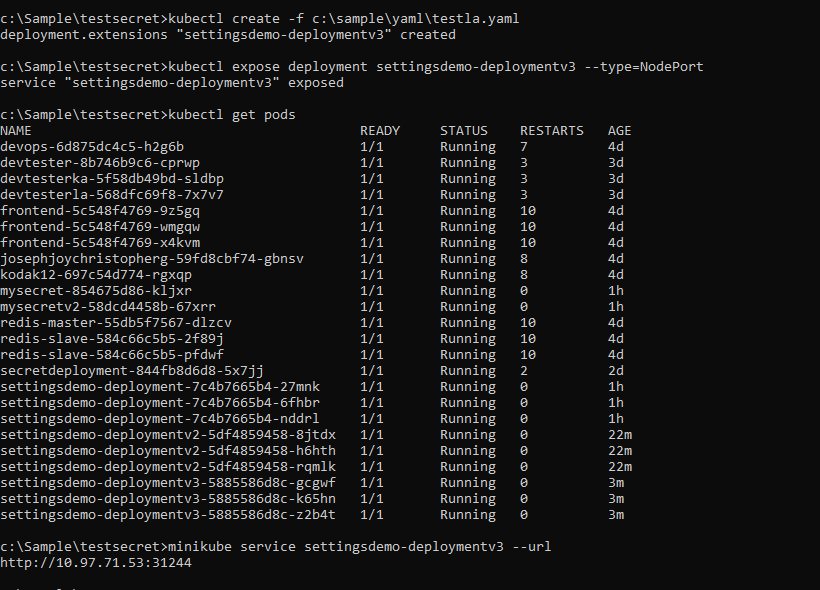 c:\Sample\testsecret>kubectl create -f c:\sample\yaml\testla.yaml
deployment.extensions "settingsdemo-deploymentv3" created
c:\Sample\testsecret>kubectl expose deployment settingsdemo-deploymentv3 --type=NodePort
service "settingsdemo-deploymentv3" exposed
c:\Sample\testsecret>kubectl get pods
NAME READY STATUS RESTARTS AGE
devops-6d875dc4c5-h2g6b 1/1 Running 7 4d
devtester-8b746b9c6-cprwp 1/1 Running 3 3d
devtesterka-5f58db49bd-sldbp 1/1 Running 3 3d
devtesterla-568dfc69f8-7x7v7 1/1 Running 3 3d
frontend-5c548f4769-9z5gq 1/1 Running 10 4d
frontend-5c548f4769-wmgqw 1/1 Running 10 4d
frontend-5c548f4769-x4kvm 1/1 Running 10 4d
josephjoychristopherg-59fd8cbf74-gbnsv 1/1 Running 8 4d
kodak12-697c54d774-rgxqp 1/1 Running 8 4d
mysecret-854675d86-kljxr 1/1 Running 0 1h
mysecretv2-58dcd4458b-67xrr 1/1 Running 0 1h
redis-master-55db5f7567-dlzcv 1/1 Running 10 4d
redis-slave-584c66c5b5-2f89j 1/1 Running 10 4d
redis-slave-584c66c5b5-pfdwf 1/1 Running 10 4d
secretdeployment-844fb8d6d8-5x7jj 1/1 Running 2 2d
settingsdemo-deployment-7c4b7665b4-27mnk 1/1 Running 0 1h
settingsdemo-deployment-7c4b7665b4-6fhbr 1/1 Running 0 1h
settingsdemo-deployment-7c4b7665b4-nddrl 1/1 Running 0 1h
settingsdemo-deploymentv2-5df4859458-8jtdx 1/1 Running 0 22m
settingsdemo-deploymentv2-5df4859458-h6hth 1/1 Running 0 22m
settingsdemo-deploymentv2-5df4859458-rqmlk 1/1 Running 0 22m
settingsdemo-deploymentv3-5885586d8c-gcgwf 1/1 Running 0 3m
settingsdemo-deploymentv3-5885586d8c-k65hn 1/1 Running 0 3m
settingsdemo-deploymentv3-5885586d8c-z2b4t 1/1 Running 0 3m
c:\Sample\testsecret>minikube service settingsdemo-deploymentv3 --url
http://10.97.71.53:31244